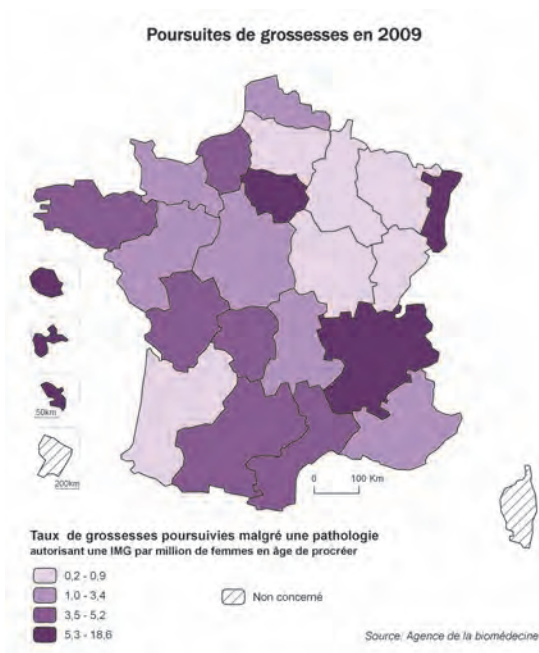 Poursuites de grossesses en 2009
50km
200km
0 100 Km
Taux de grossesses poursuivies malgré une pathologie
autorisant une IMG par million de femmes en âge de procréer
0,2 - 0,9
1,0 - 3,4
3,5 - 5,2
5,3 - 18,6
Non concerné
Source: Agence de la biomédecine